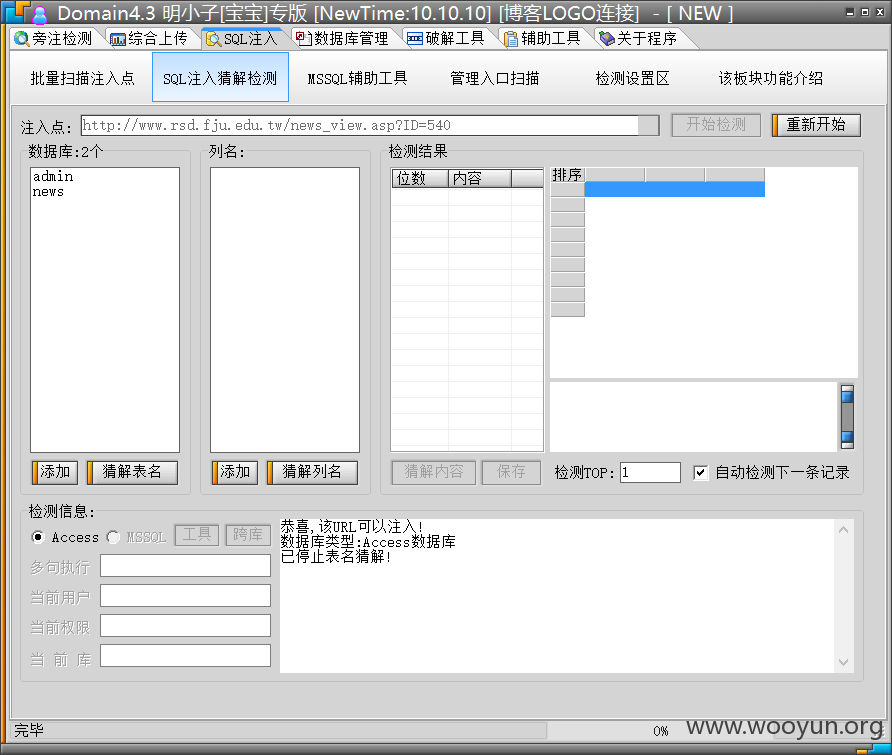 Domain4.3 明小子[宝宝]专版 [NewTime:10.10.10] [博客LOGO连接] - [ NEW ]
旁注检测 综合上传 SQL注入 数据库管理 破解工具 辅助工具 关于程序
批量扫描注入点 SQL注入猜解检测 MSSQL辅助工具 管理入口扫描 检测设置区 该板块功能介绍
注入点: http://www.rsd.fju.edu.tw/news_view.asp?ID=540 开始检测 重新开始
数据库:2个 列名: 检测结果
admin
news
位数 内容 排序
添加 猜解表名 添加 猜解列名 猜解内容 保存 检测TOP: 1 自动检测下一条记录
检测信息:
Access MSSQL 工具 跨库
多句执行
当前用户
当前权限
当 前 库
恭喜,该URL可以注入!
数据库类型:Access数据库
已停止表名猜解!
完毕 0%
www.wooyun.org